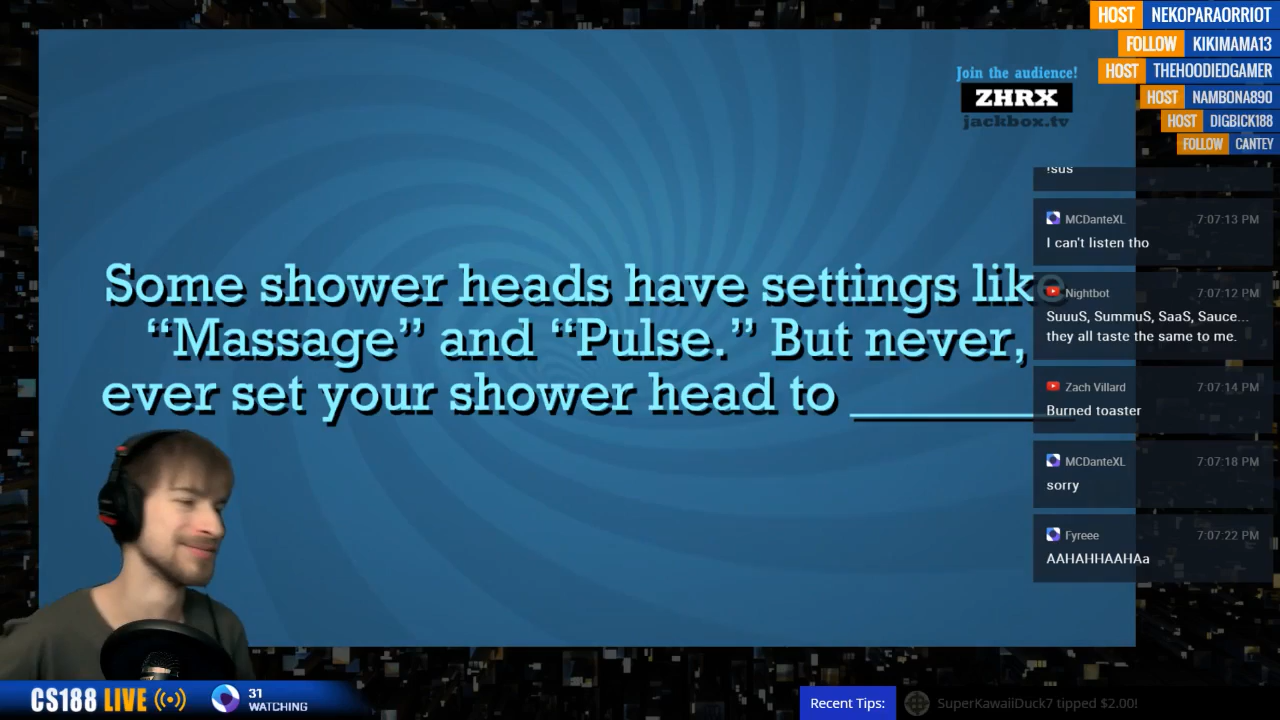 HOST NEKOPARAORRIOT
FOLLOW KIKIMAMA13
HOST THEHOODIEDGAMER
HOST NAMBONA890
HOST DIGBICK188
FOLLOW CANTEY
Join the audience!
ZHRX
jackbox.tv
Some shower heads have settings like
“Massage” and “Pulse.” But never,
ever set your shower head to ________
!sus
MCDanteXL 7:07:13 PM
I can't listen tho
Nightbot 7:07:12 PM
SuuuS, SummuS, SaaS, Sauce...
they all taste the same to me.
Zach Villard 7:07:14 PM
Burned toaster
MCDanteXL 7:07:18 PM
sorry
Fyreee 7:07:22 PM
AAHAHHAAHAa
CS188 LIVE
31
WATCHING
Recent Tips: SuperKawaiiDuck7 tipped $2.00!